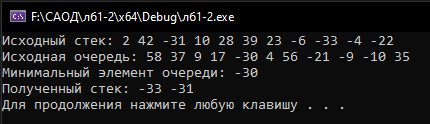 F:\САОД\л61-2\x64\Debug\л61-2.exe
Исходный стек: 2 42 -31 10 28 39 23 -6 -33 -4 -22
Исходная очередь: 58 37 9 17 -30 4 56 -21 -9 -10 35
Минимальный элемент очереди: -30
Полученный стек: -33 -31
Для продолжения нажмите любую клавишу . . .